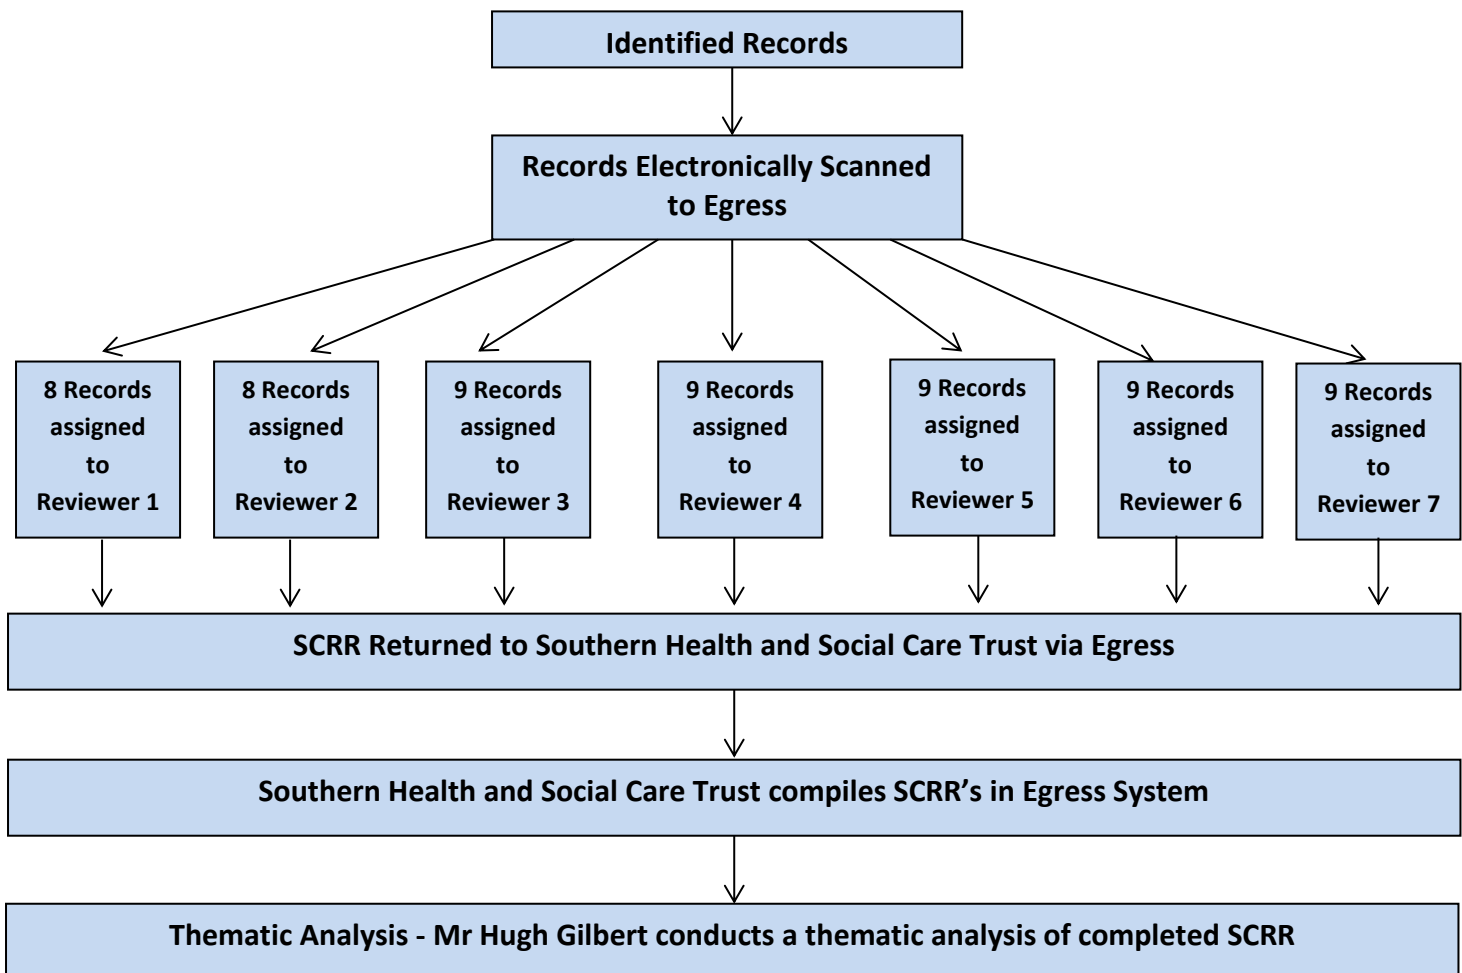 Identified Records
Records Electronically Scanned
to Egress
8 Records
assigned
to
Reviewer 1
8 Records
assigned
to
Reviewer 2
9 Records
assigned
to
Reviewer 3
9 Records
assigned
to
Reviewer 4
9 Records
assigned
to
Reviewer 5
9 Records
assigned
to
Reviewer 6
9 Records
assigned
to
Reviewer 7
SCRR Returned to Southern Health and Social Care Trust via Egress
Southern Health and Social Care Trust compiles SCRR’s in Egress System
Thematic Analysis - Mr Hugh Gilbert conducts a thematic analysis of completed SCRR